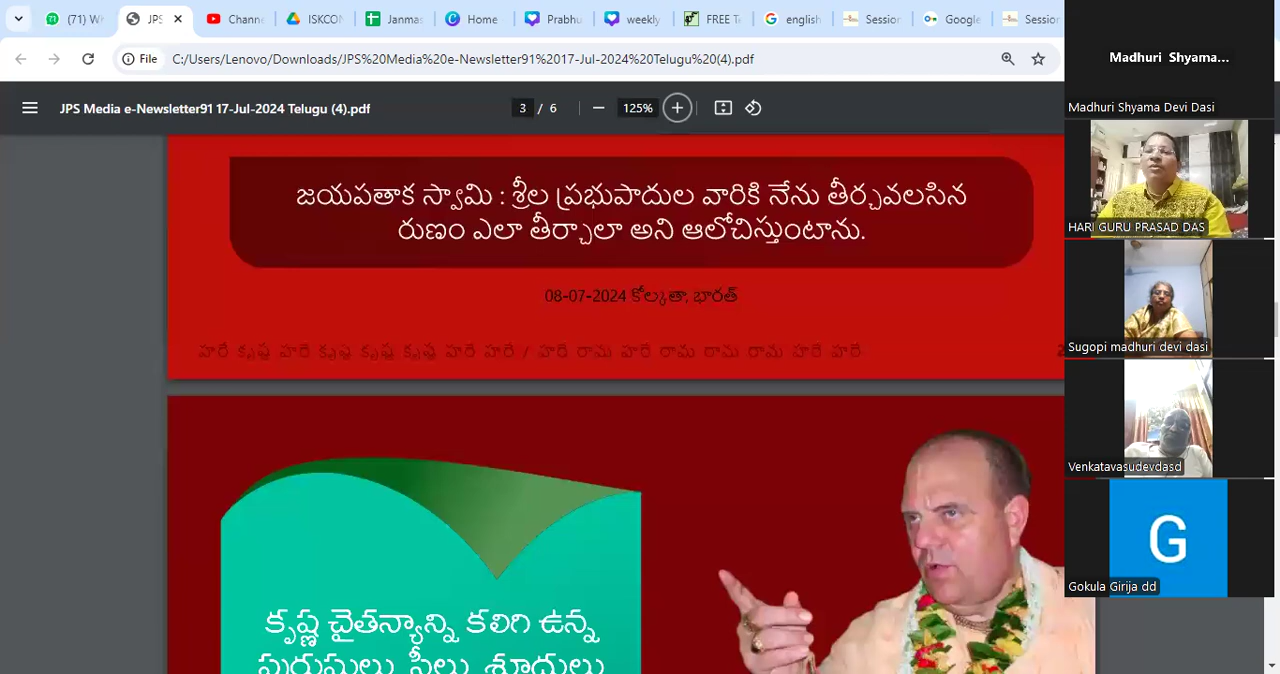 (71) W
JPS
Chann
ISKCON
Janmas
Home
Prabhu
weekly
FREE T
english
Session
Google
Session
File
C:/Users/Lenovo/Downloads/JPS%20Media%20e-Newsletter91%2017-Jul-2024%20Telugu%20(4).pdf
JPS Media e-Newsletter91 17-Jul-2024 Telugu (4).pdf
3 / 6
125%
జయపతాక స్వామి : శ్రీల ప్రభుపాదుల వారికి నేను తీర్చవలసిన
రుణం ఎలా తీర్చాలా అని ఆలోచిస్తుంటాను.
08-07-2024 కోల్కతా, భారత్
హరే కృష్ణ హరే కృష్ణ కృష్ణ కృష్ణ హరే హరే / హరే రామ హరే రామ రామ రామ హరే హరే
కృష్ణ చైతన్యాన్ని కలిగి ఉన్న
పురుషులు, స్త్రీలు, శూద్రులు
Madhuri Shyama...
Madhuri Shyama Devi Dasi
HARI GURU PRASAD DAS
Sugopi madhuri devi dasi
Venkatavasudevdasd
G
Gokula Girija dd